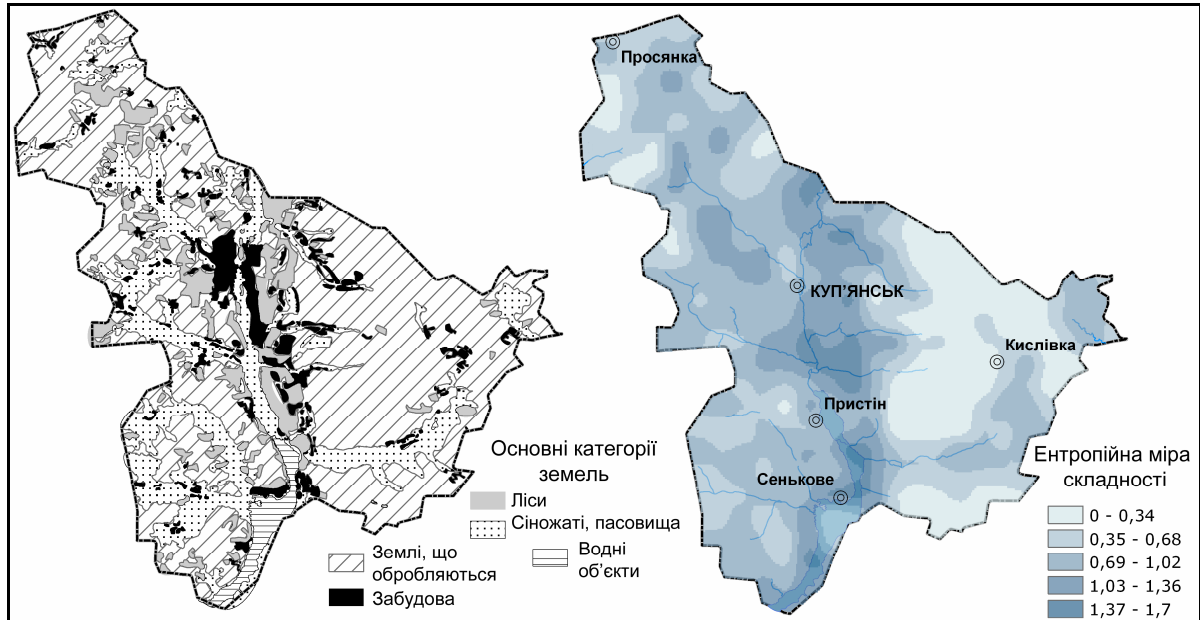 Основні категорії
земель
Ліси
Сіножаті, пасовища
Землі, що
обробляються
Водні
об'єкти
Забудова
Просянка
КУП'ЯНСЬК
Кислівка
Пристін
Сенькове
Ентропійна міра
складності
0 - 0,34
0,35 - 0,68
0,69 - 1,02
1,03 - 1,36
1,37 - 1,7